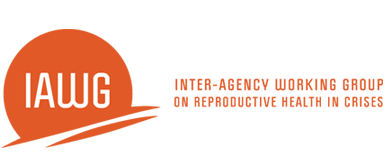 IAWG
INTER-AGENCY WORKING GROUP
ON REPRODUCTIVE HEALTH IN CRISES